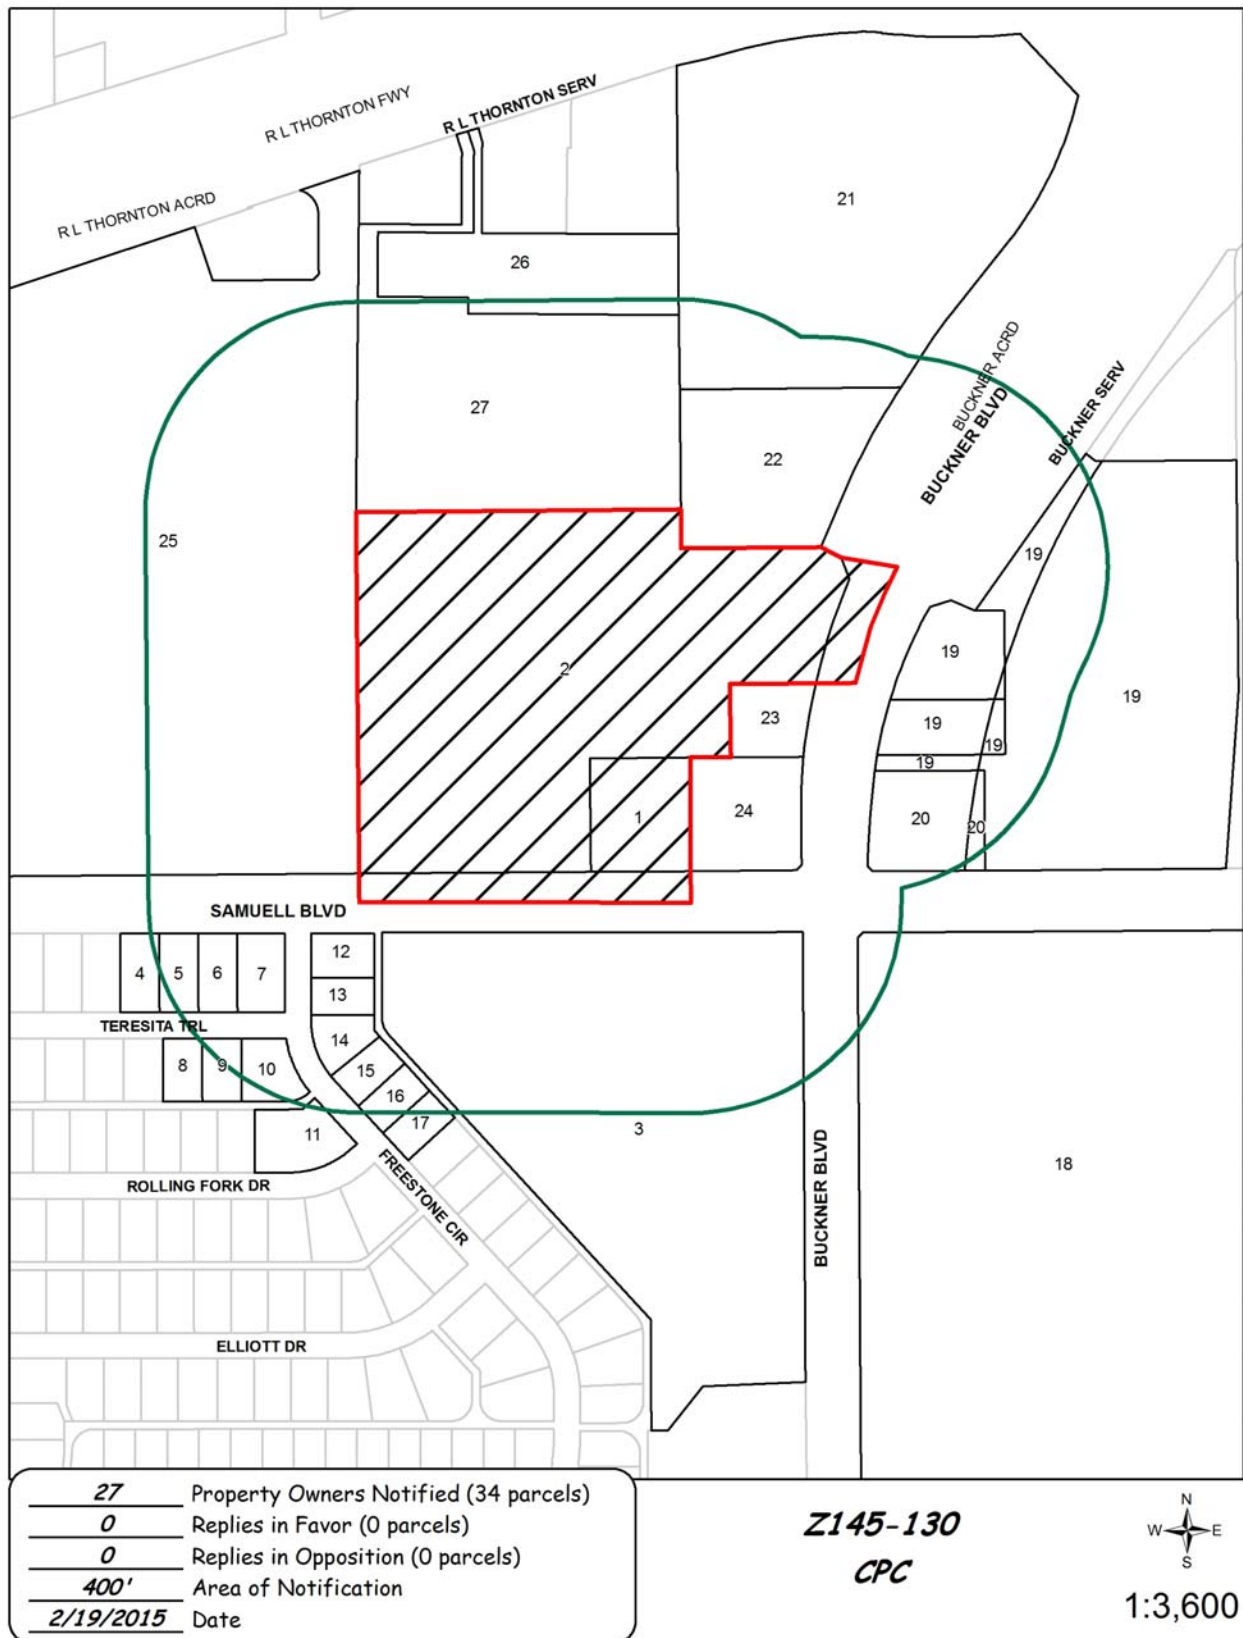 R L THORNTON FWY
R L THORNTON SERV
R L THORNTON ACRD
21
26
BUCKNER ACRD
BUCKNER BLVD
BUCKNER SERV
27
22
25
19
2
19
19
23
19
19
19
1
24
20
20
SAMUELL BLVD
4
5
6
7
12
13
TERESITA TRL
14
8
9
10
15
16
17
11
3
BUCKNER BLVD
18
ROLLING FORK DR
FREESTONE CIR
ELLIOTT DR
27 Property Owners Notified (34 parcels)
0 Replies in Favor (0 parcels)
0 Replies in Opposition (0 parcels)
400' Area of Notification
2/19/2015 Date
Z145-130
CPC
N
W E
S
1:3,600